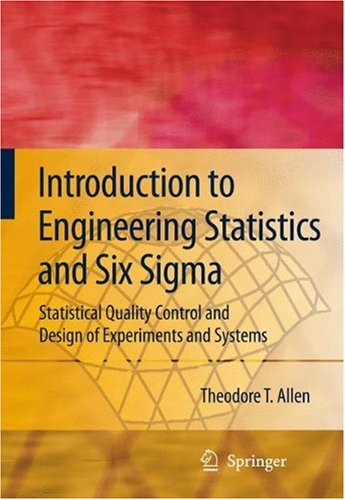 Introduction to
Engineering Statistics
and Six Sigma
Statistical Quality Control and
Design of Experiments and Systems
Theodore T. Allen
Springer